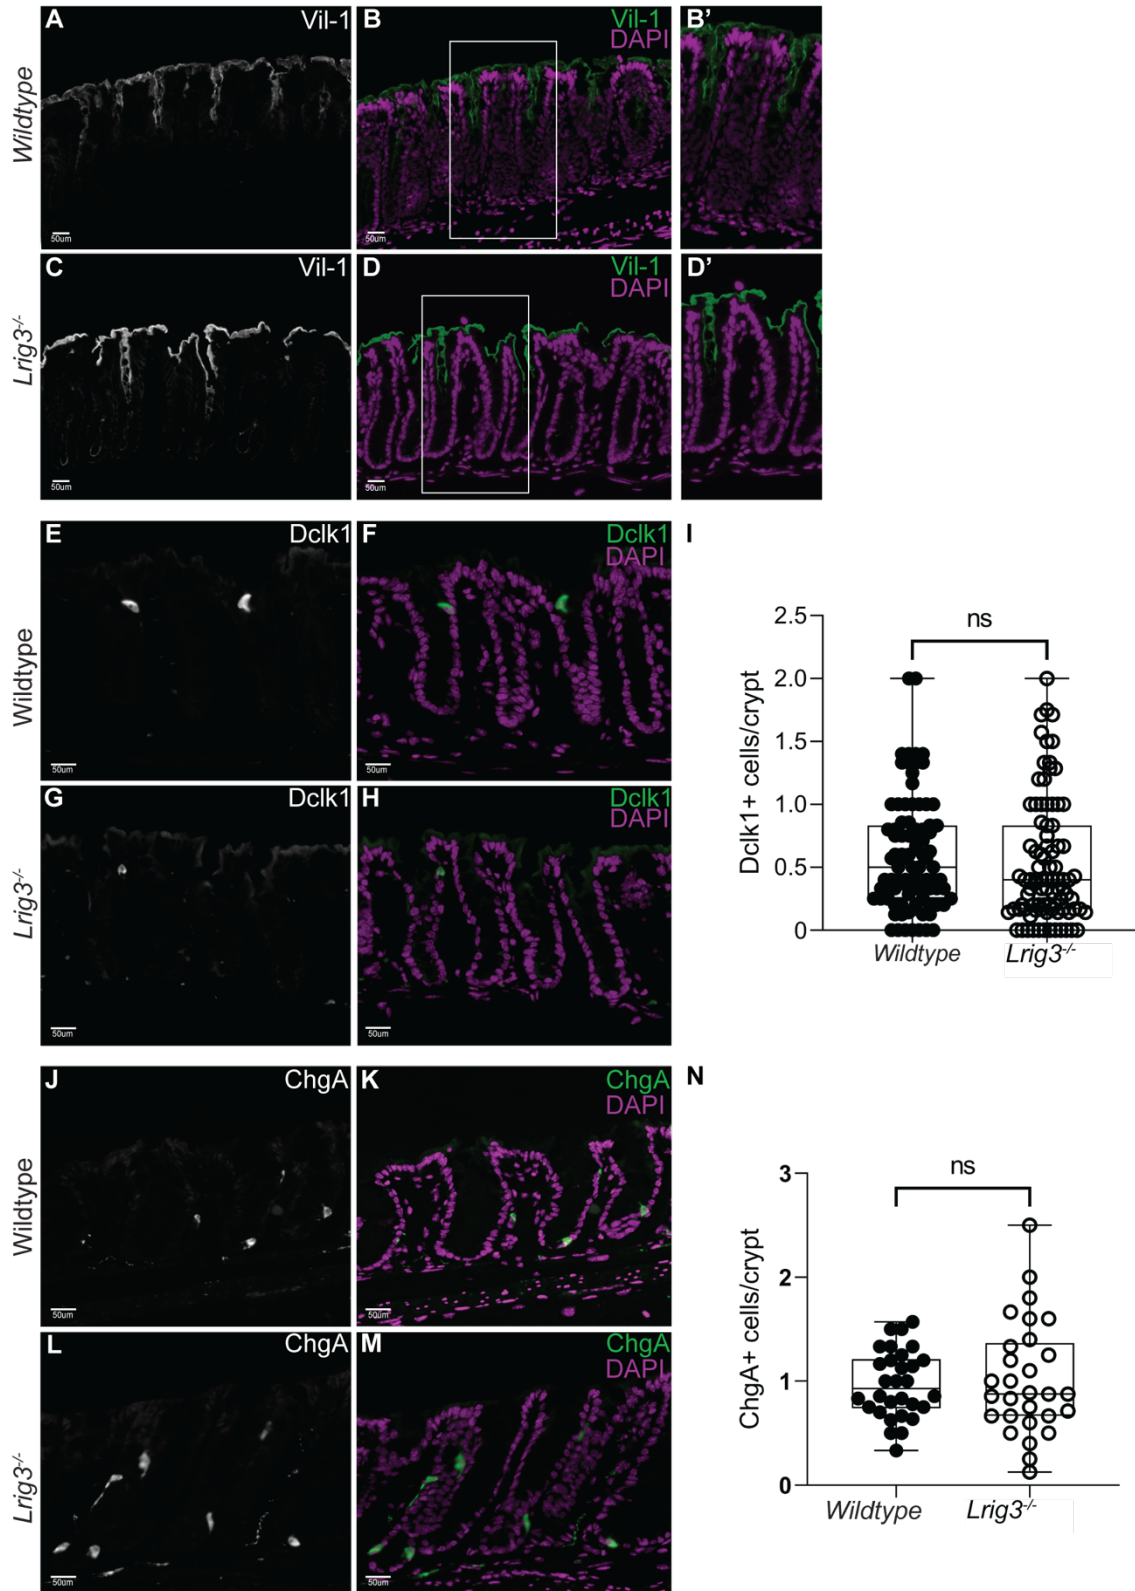 A
Vil-1
B
Vil-1
DAPI
B’
Wildtype
50um
50um
C
Vil-1
D
Vil-1
DAPI
D’
Lrig3-/-
50um
50um
E
Dclk1
F
Dclk1
DAPI
Wildtype
50um
50um
G
Dclk1
H
Dclk1
DAPI
Lrig3-/-
50um
50um
I
ns
2.5
2.0
1.5
1.0
0.5
0
Dclk1+ cells/crypt
Wildtype
Lrig3-/-
J
ChgA
K
ChgA
DAPI
Wildtype
50um
50um
L
ChgA
M
ChgA
DAPI
Lrig3-/-
50um
50um
N
ns
3
2
1
0
ChgA+ cells/crypt
Wildtype
Lrig3-/-